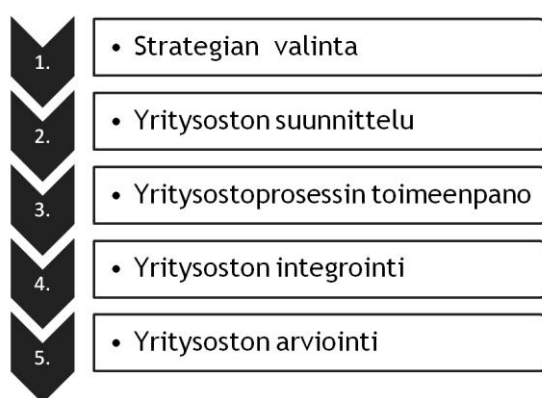 1. • Strategian valinta
2. • Yritysoston suunnittelu
3. • Yritysostoprosessin toimeenpano
4. • Yritysoston integrointi
5. • Yritysoston arviointi